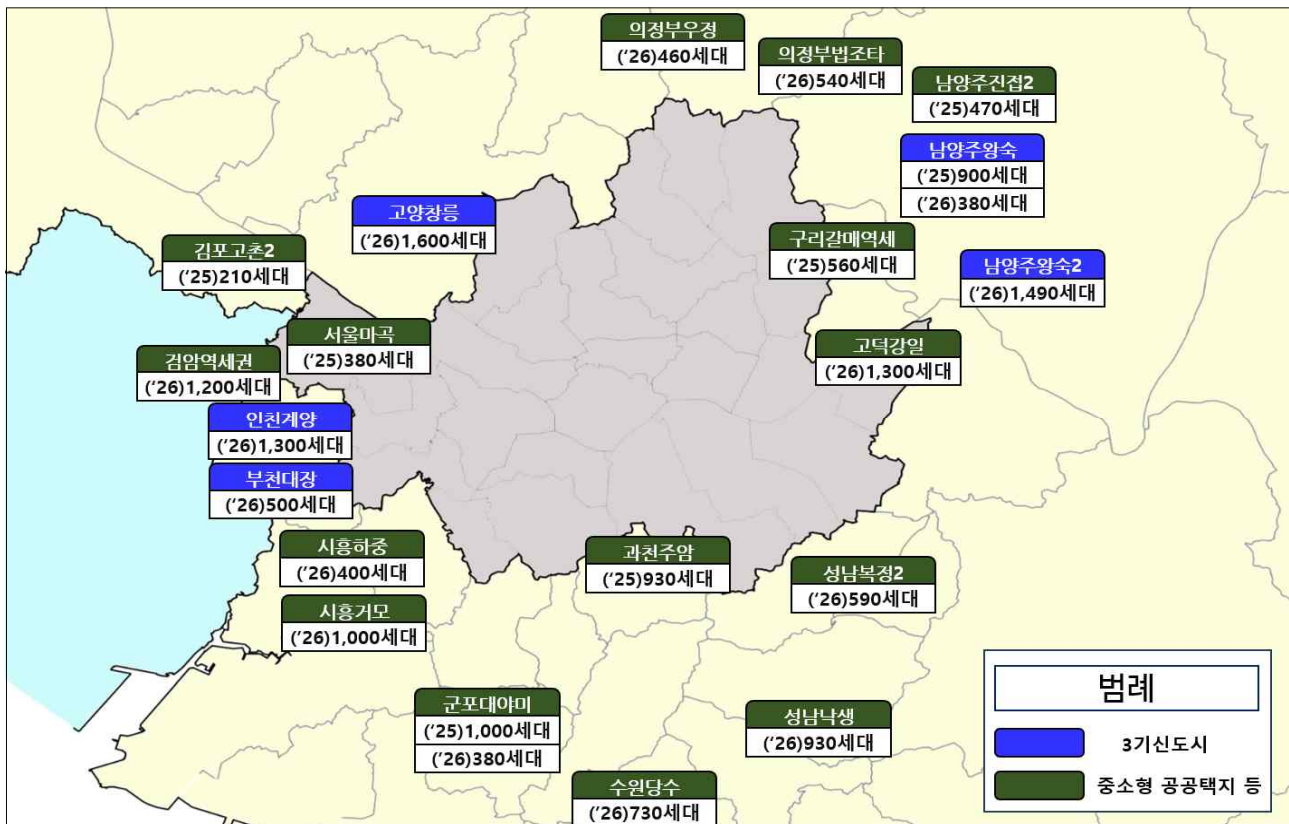 의정부우정
(‘26)460세대
의정부법조타
(‘26)540세대
남양주진접2
(‘25)470세대
남양주왕숙
(‘25)900세대
(‘26)380세대
고양창릉
(‘26)1,600세대
김포고촌2
(‘25)210세대
구리갈매역세
(‘25)560세대
남양주왕숙2
(‘26)1,490세대
서울마곡
(‘25)380세대
고덕강일
(‘26)1,300세대
검암역세권
(‘26)1,200세대
인천계양
(‘26)1,300세대
부천대장
(‘26)500세대
시흥하중
(‘26)400세대
과천주암
(‘25)930세대
성남복정2
(‘26)590세대
시흥거모
(‘26)1,000세대
군포대야미
(‘25)1,000세대
(‘26)380세대
성남낙생
(‘26)930세대
수원당수
(‘26)730세대
범례
3기신도시
중소형 공공택지 등